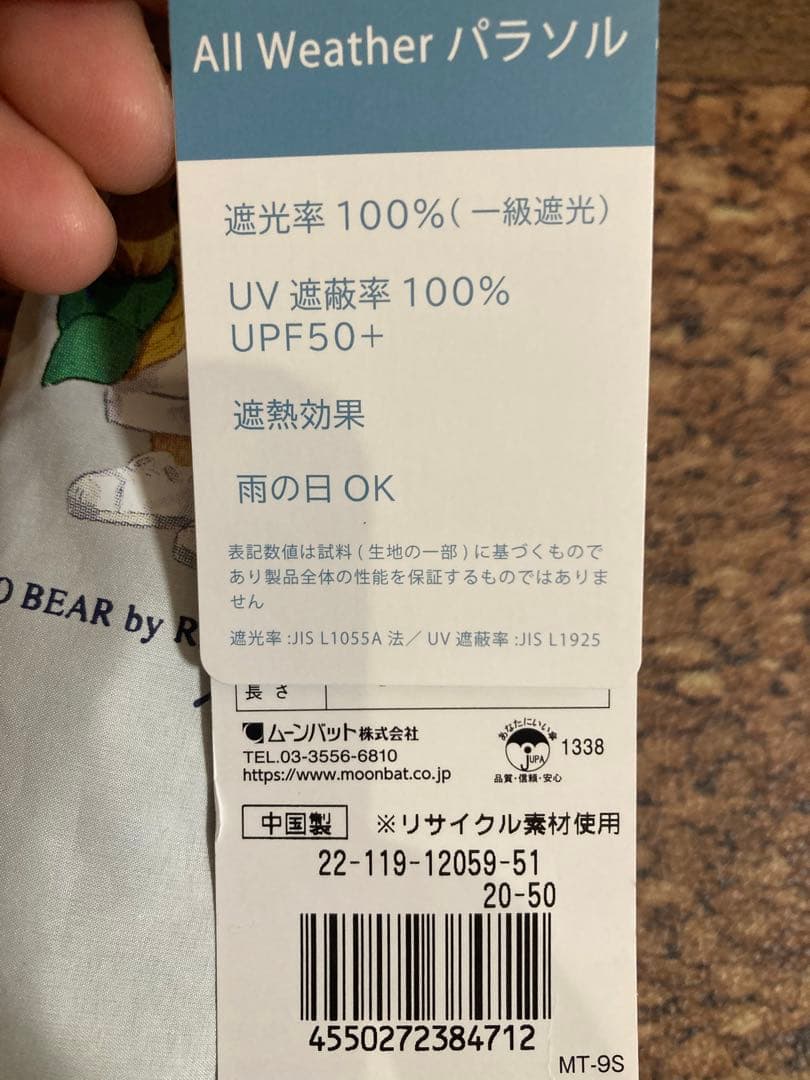 All Weather パラソル
遮光率 100%( 一級遮光)
UV 遮蔽率 100%
UPF50+
遮熱効果
雨の日 OK
表記数値は試料 ( 生地の一部 ) に基づくもので
あり製品全体の性能を保証するものではありま
せん
遮光率 :JIS L1055A 法／ UV 遮蔽率 :JIS L1925
O BEAR by R
長さ
ムーンバット株式会社
TEL.03-3556-6810
https://www.moonbat.co.jp
あなたにいい傘
JUPA
品質・信頼・安心
1338
中国製 ※リサイクル素材使用
22-119-12059-51
20-50
4550272384712
MT-9S